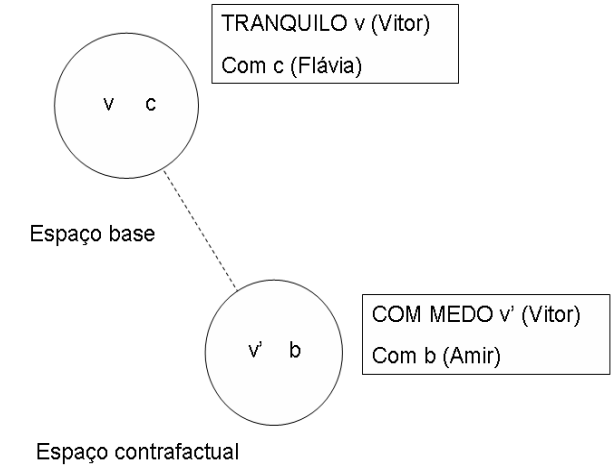 TRANQUILO v (Vitor)
Com c (Flávia)
v c
Espaço base
COM MEDO v’ (Vitor)
Com b (Amir)
v’ b
Espaço contrafactual